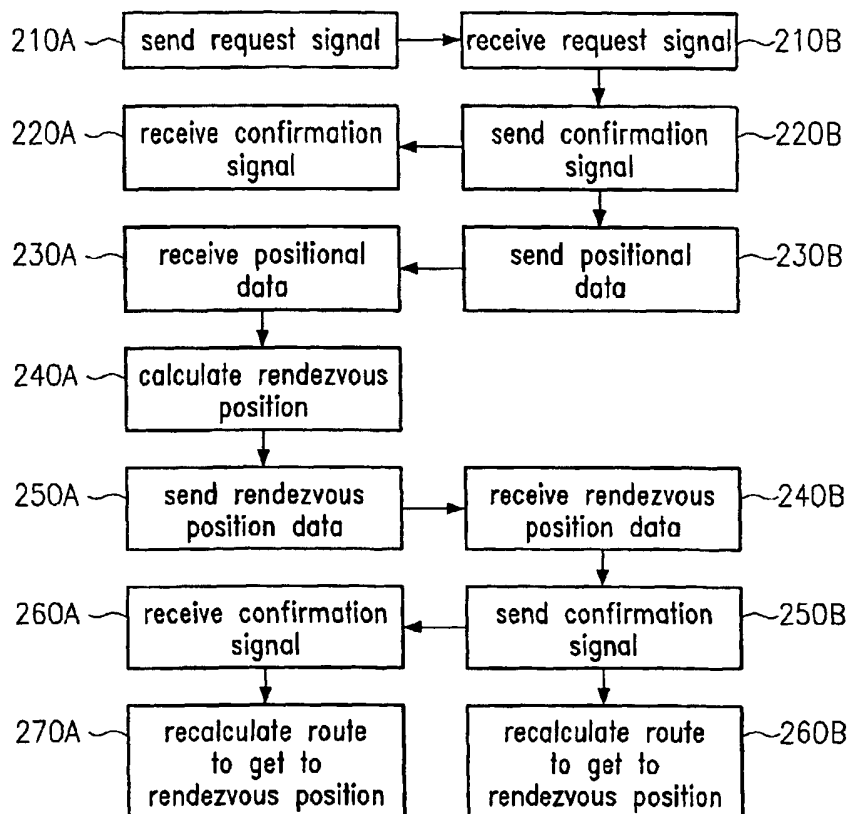 210A send request signal receive request signal 210B
220A receive confirmation signal send confirmation signal 220B
230A receive positional data send positional data 230B
240A calculate rendezvous position
250A send rendezvous position data receive rendezvous position data 240B
260A receive confirmation signal send confirmation signal 250B
270A recalculate route to get to rendezvous position recalculate route to get to rendezvous position 260B